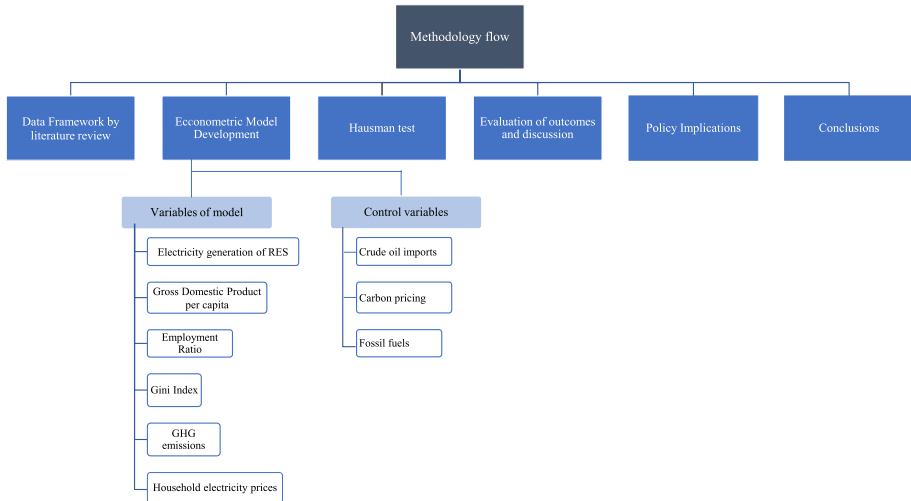 Methodology flow
Data Framework by
literature review
Ecconometric Model
Development
Hausman test
Evaluation of outcomes
and discussion
Policy Implications
Conclusions
Variables of model
Control variables
Electricity generation of RES
Gross Domestic Product
per capita
Employment
Ratio
Gini Index
GHG
emissions
Household electricity prices
Crude oil imports
Carbon pricing
Fossil fuels